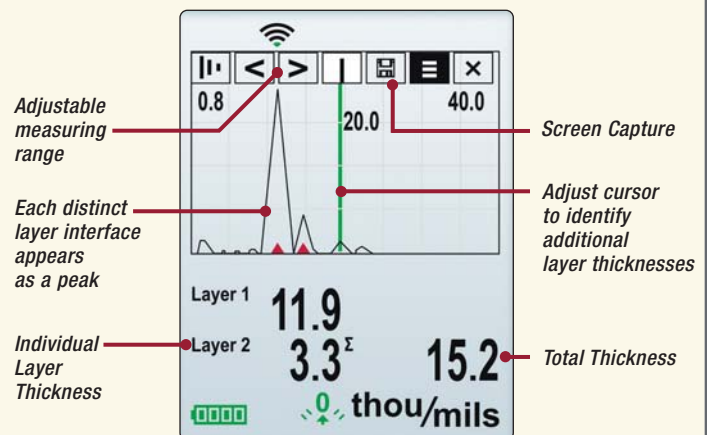 0.8
20.0
40.0
Adjustable
measuring
range
Screen Capture
Each distinct
layer interface
appears
as a peak
Adjust cursor
to identify
additional
layer thicknesses
Layer 1 11.9
Layer 2 3.3Σ 15.2
Individual
Layer
Thickness
Total Thickness
0
thou/mils